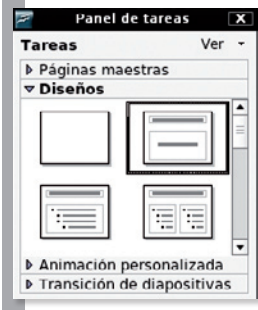 Panel de tareas
Tareas Ver
Páginas maestras
Diseños
Animación personalizada
Transición de diapositivas